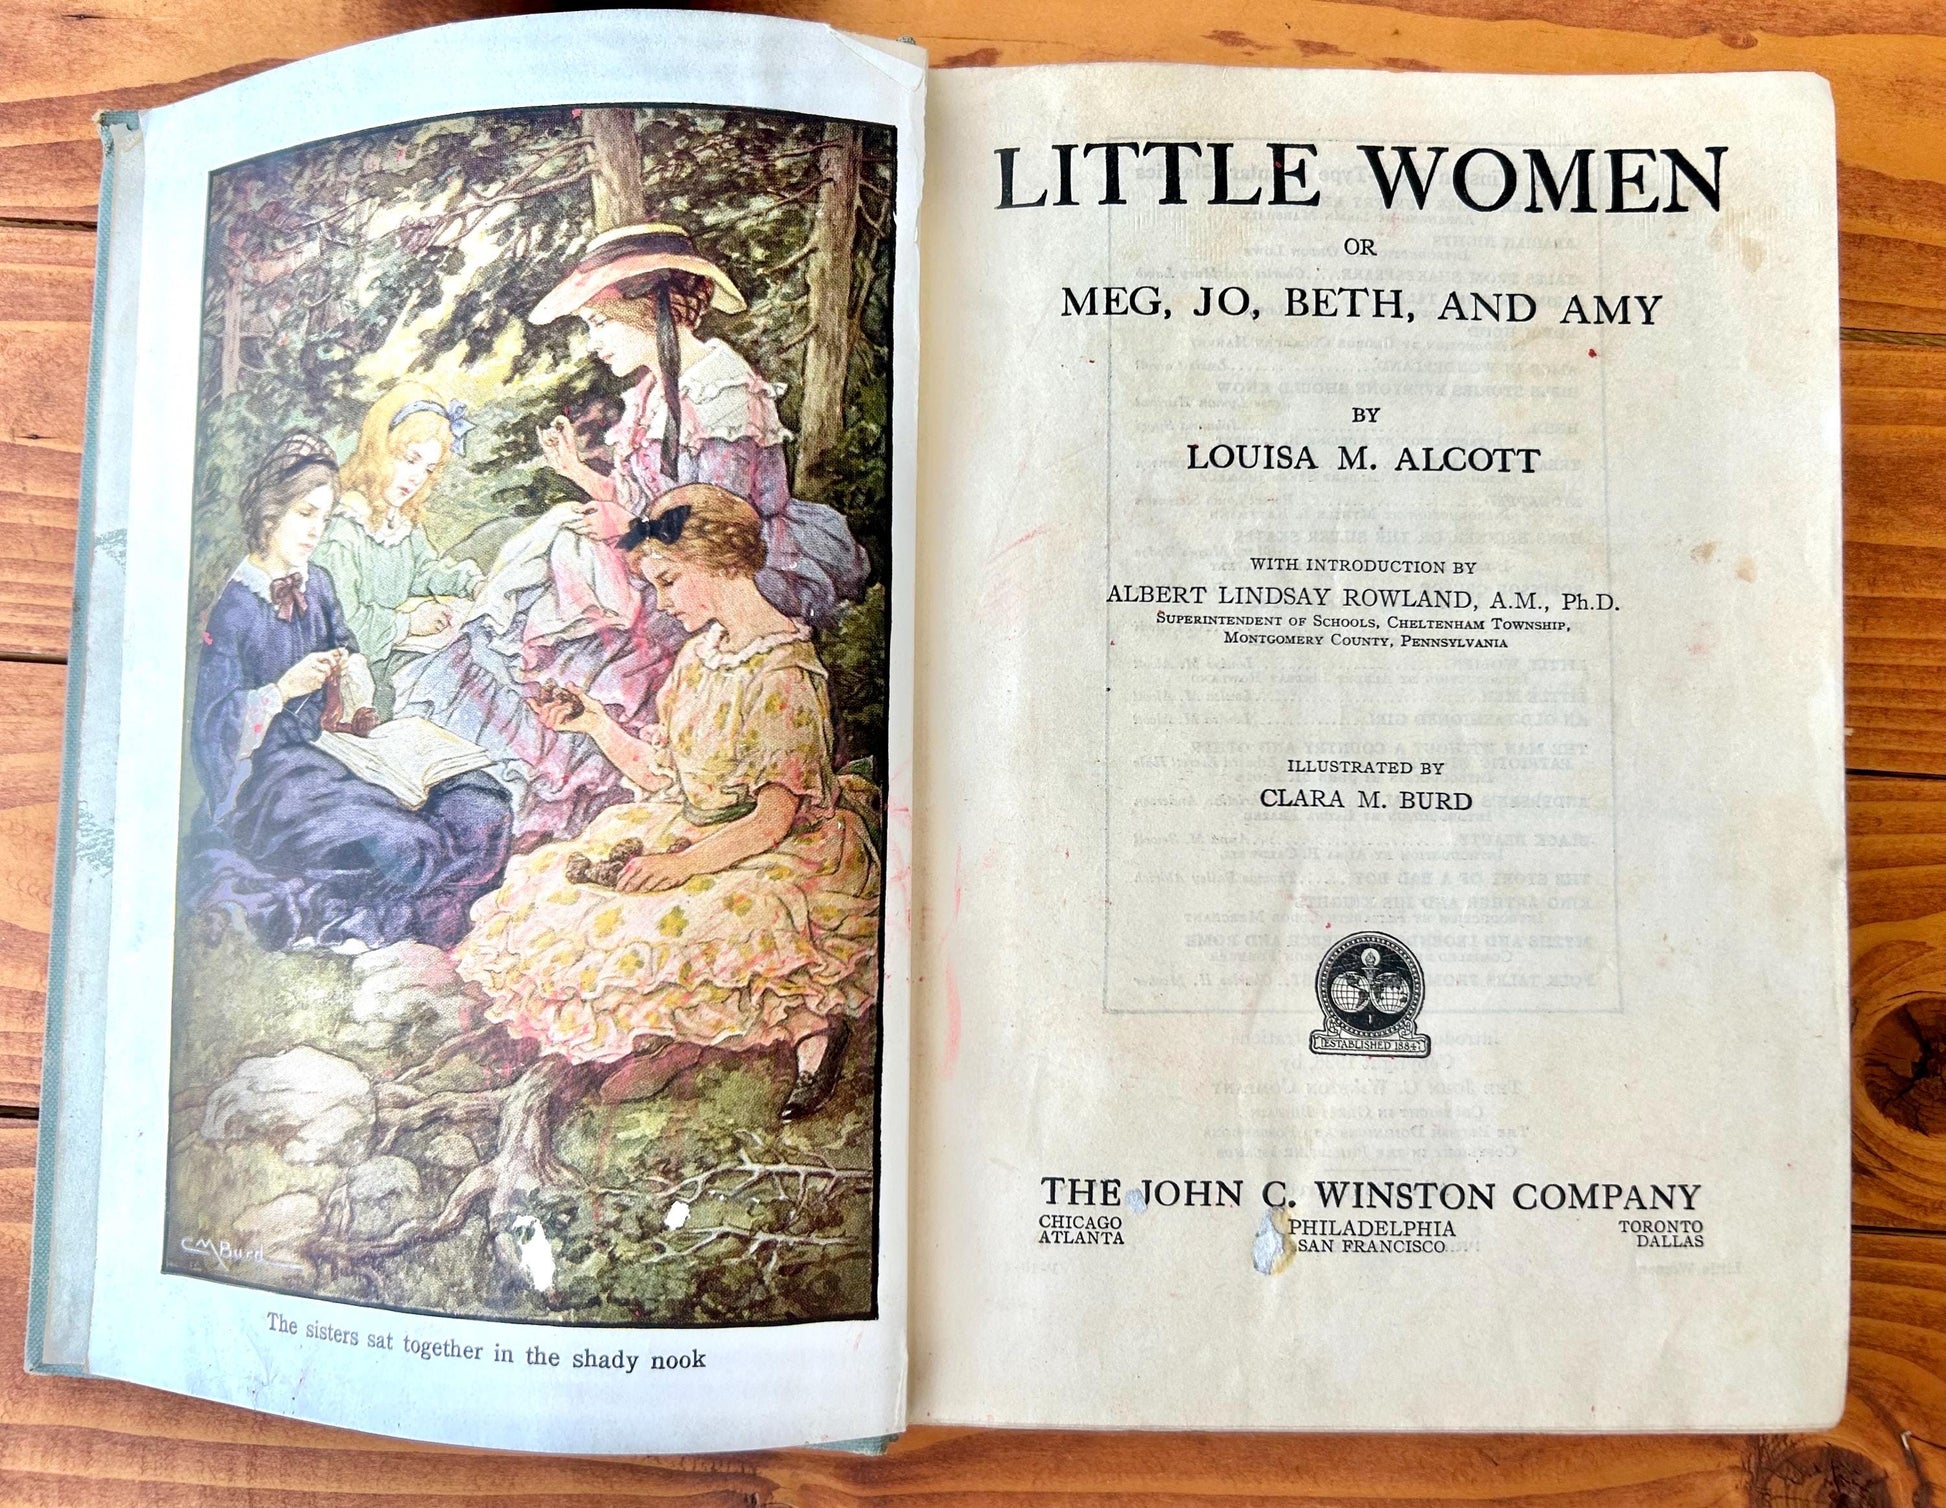 CMBurd
The sisters sat together in the shady nook
LITTLE WOMEN
OR
MEG, JO, BETH, AND AMY
BY
LOUISA M. ALCOTT
WITH INTRODUCTION BY
ALBERT LINDSAY ROWLAND, A.M., Ph.D.
SUPERINTENDENT OF SCHOOLS, CHELTENHAM TOWNSHIP,
MONTGOMERY COUNTY, PENNSYLVANIA
ILLUSTRATED BY
CLARA M. BURD
ESTABLISHED 1884
THE JOHN C. WINSTON COMPANY
CHICAGO PHILADELPHIA TORONTO
ATLANTA SAN FRANCISCO DALLAS